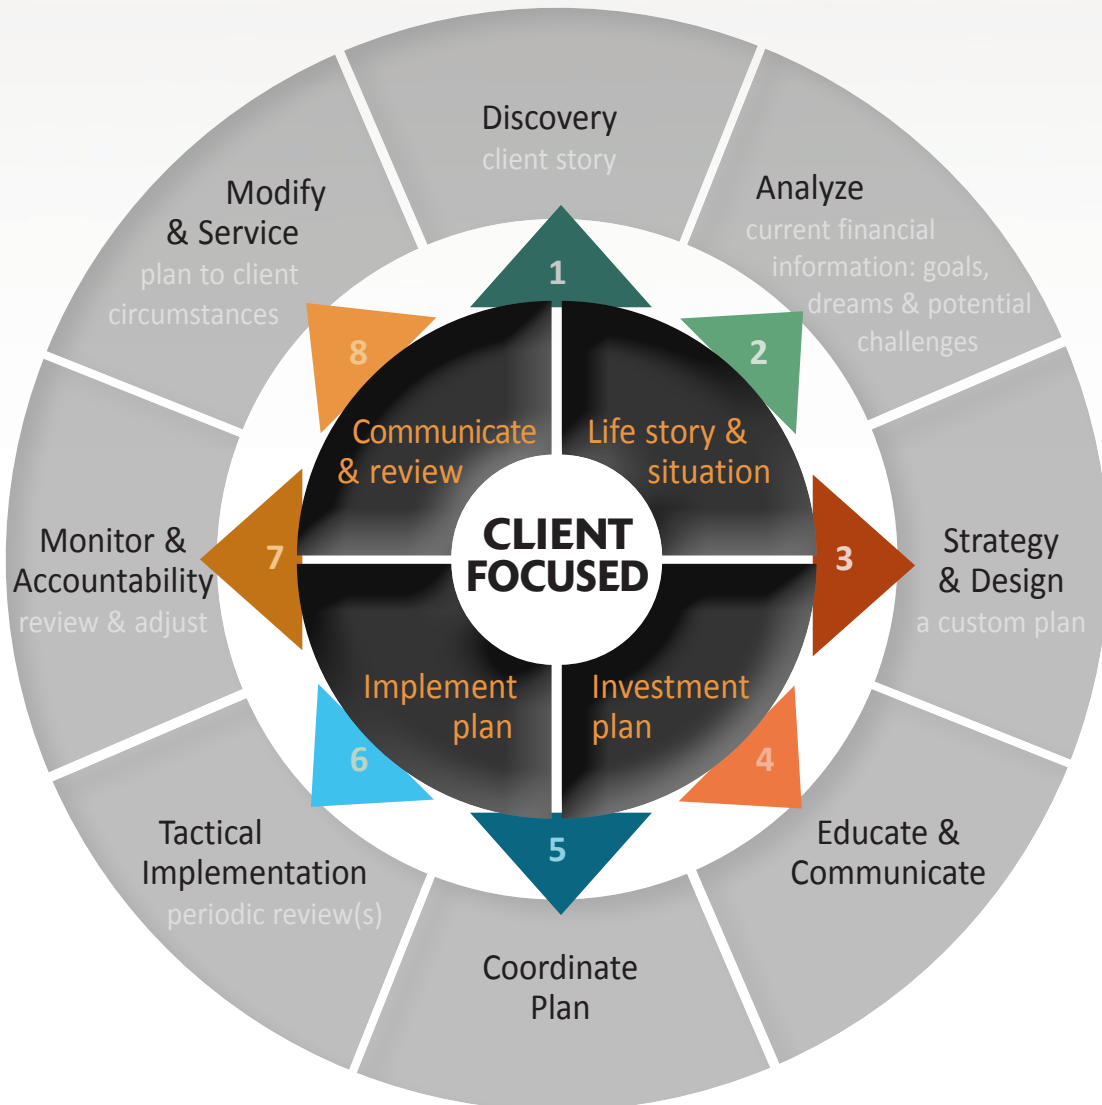 Discovery
client story
1
Analyze
current financial
information: goals,
dreams & potential
challenges
2
Strategy
& Design
a custom plan
3
Educate &
Communicate
4
Coordinate
Plan
5
Tactical
Implementation
periodic review(s)
6
Monitor &
Accountability
review & adjust
7
Modify
& Service
plan to client
circumstances
8
Life story &
situation
Investment
plan
Implement
plan
Communicate
& review
CLIENT
FOCUSED